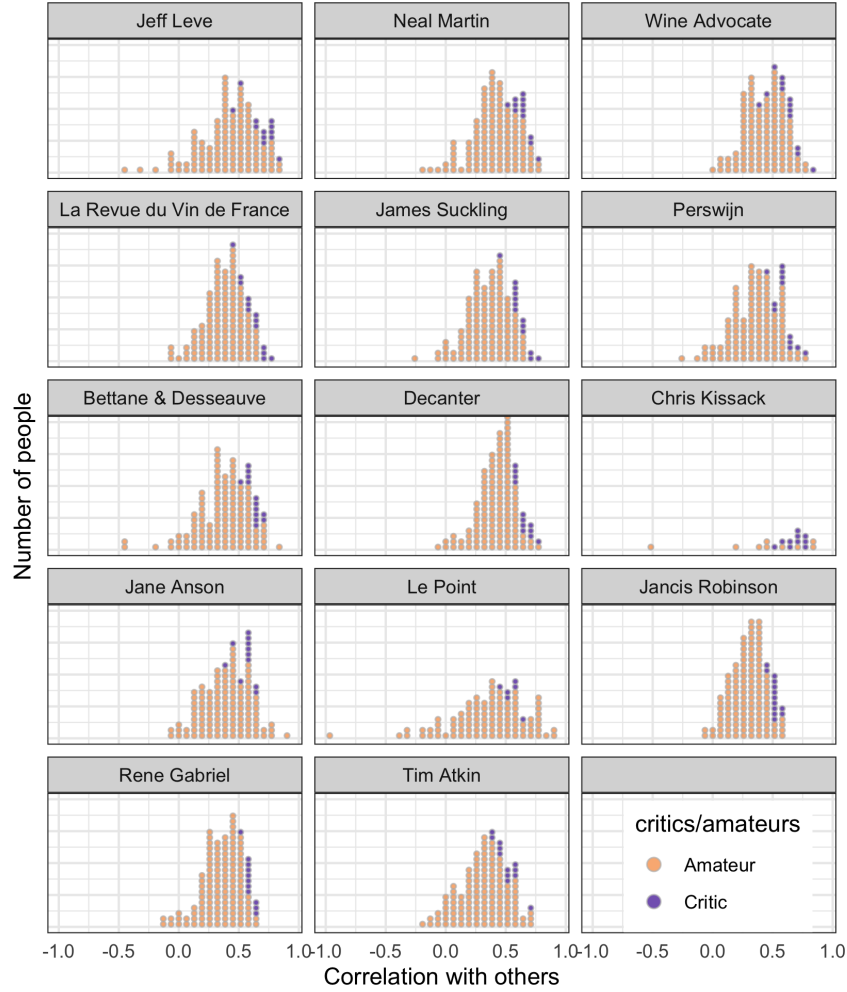 Jeff Leve
Neal Martin
Wine Advocate
La Revue du Vin de France
James Suckling
Perswijn
Bettane & Desseauve
Decanter
Chris Kissack
Number of people
Jane Anson
Le Point
Jancis Robinson
Rene Gabriel
Tim Atkin
critics/amateurs
Amateur
Critic
-1.0 -0.5 0.0 0.5 1.0 -1.0 -0.5 0.0 0.5 1.0 -1.0 -0.5 0.0 0.5 1.0
Correlation with others